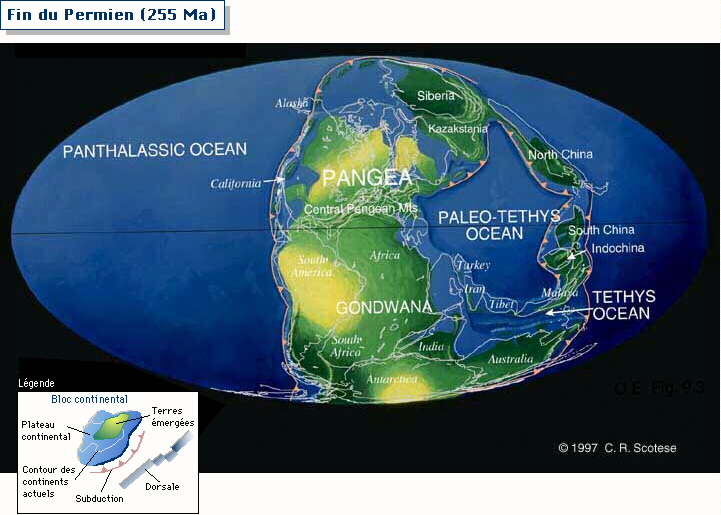 Fin du Permien (255 Ma)
Siberia
Alaska
Kazakstania
PANTHALASSIC OCEAN
North China
California
PANGEA
Central Pangean Mts.
PALEO-TETHYS
OCEAN
South China
Indochina
South
America
Africa
Turkey
Iran
Tibet
Malaya
GONDWANA
TETHYS
OCEAN
South
Africa
India
Australia
Antarctica
O.E. Fig. 9.3
© 1997 C. R. Scotese
Légende
Bloc continental
Terres
émergées
Plateau
continental
Contour des
continents
actuels
Subduction
Dorsale